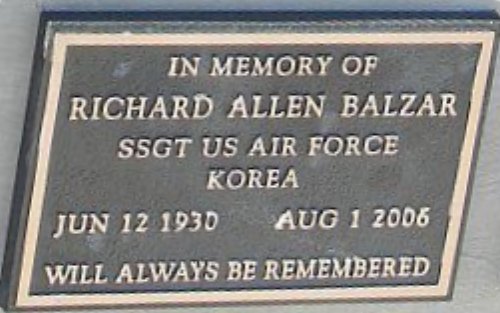 IN MEMORY OF
RICHARD ALLEN BALZAR
SSGT US AIR FORCE
KOREA
JUN 12 1930 AUG 1 2006
WILL ALWAYS BE REMEMBERED